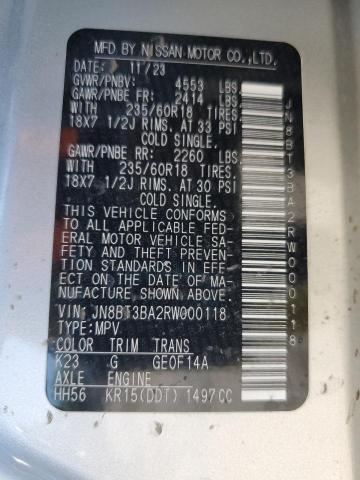 MFD BY NISSAN MOTOR CO.,LTD.
DATE: 11/23
GVWR/PNBV: 4553 LBS.
GAWR/PNBE FR: 2414 LBS.
WITH 235/60R18 TIRES.
18X7 1/2J RIMS. AT 33 PSI
COLD SINGLE.
GAWR/PNBE RR: 2260 LBS.
WITH 235/60R18 TIRES.
18X7 1/2J RIMS. AT 30 PSI
COLD SINGLE.
THIS VEHICLE CONFORMS
TO ALL APPLICABLE FED-
ERAL MOTOR VEHICLE SA-
FETY AND THEFT PREVENTION
STANDARDS IN EFF-
ECT ON THE DATE OF MA-
NUFACTURE, SHOWN ABOVE.
VIN: JN8BT3BA2RW000118
TYPE:MPV
COLOR TRIM TRANS
K23 G GE0F14A
AXLE ENGINE
HH56 KR15(DDT) 1497CC
JN8BT3BA2RW000118